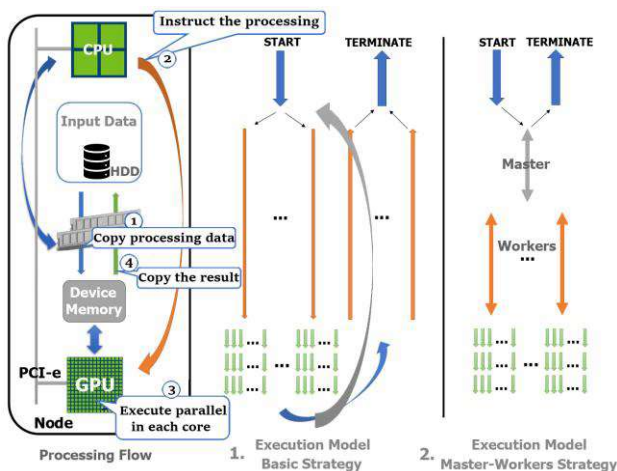 CPU
Instruct the processing
2
Input Data
HDD
1
Copy processing data
4
Copy the result
Device
Memory
PCI-e
GPU
3
Execute parallel
in each core
Node
Processing Flow
START
TERMINATE
...
...
... ... ...
...
...
...
...
1.
Execution Model
Basic Strategy
START
TERMINATE
Master
Workers
...
... ... ...
...
...
...
...
2.
Execution Model
Master-Workers Strategy